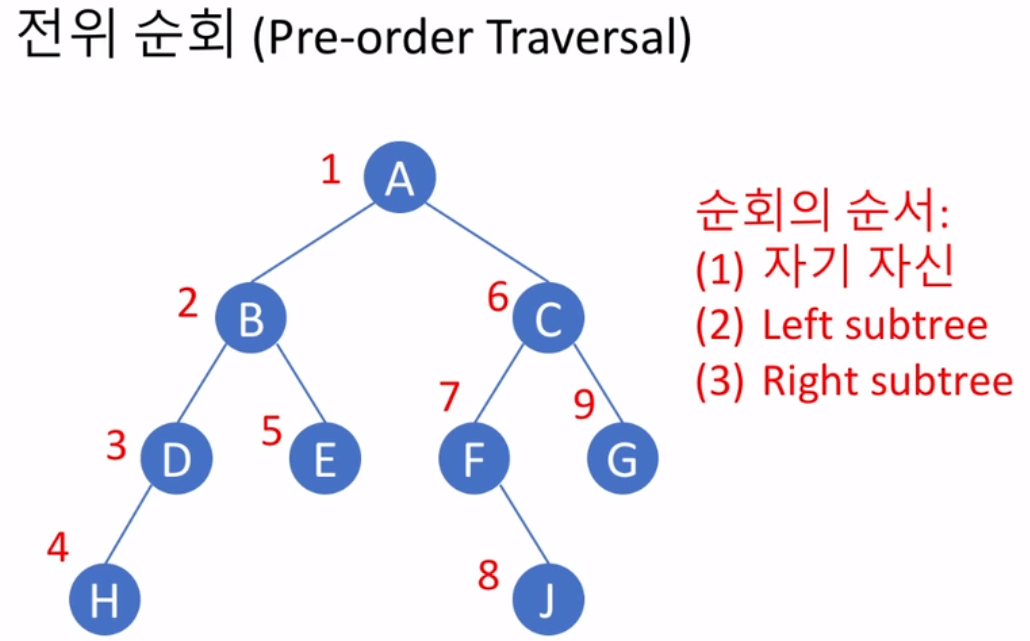 전위 순회 (Pre-order Traversal)
1 A
2 B
6 C
3 D
5 E
7 F
9 G
4 H
8 J
순회의 순서:
(1) 자기 자신
(2) Left subtree
(3) Right subtree